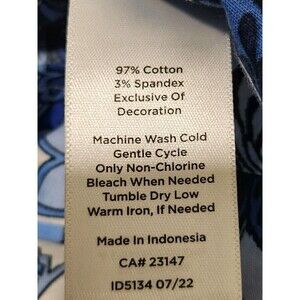 97% Cotton
3% Spandex
Exclusive Of
Decoration
Machine Wash Cold
Gentle Cycle
Only Non-Chlorine
Bleach When Needed
Tumble Dry Low
Warm Iron, If Needed
Made In Indonesia
CA# 23147
ID5134 07/22